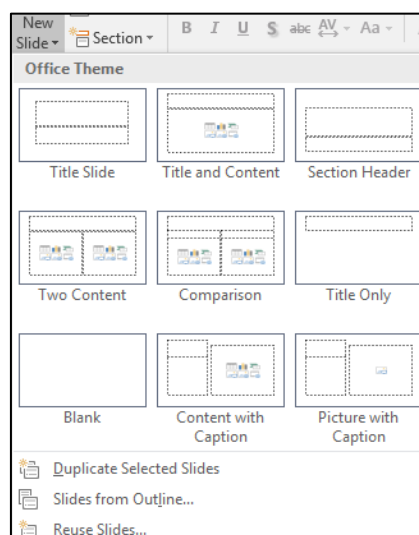 New
Slide
Section
B I U S abc AV Aa
Office Theme
Title Slide Title and Content Section Header
Two Content Comparison Title Only
Blank Content with Caption Picture with Caption
Duplicate Selected Slides
Slides from Outline...
Reuse Slides...